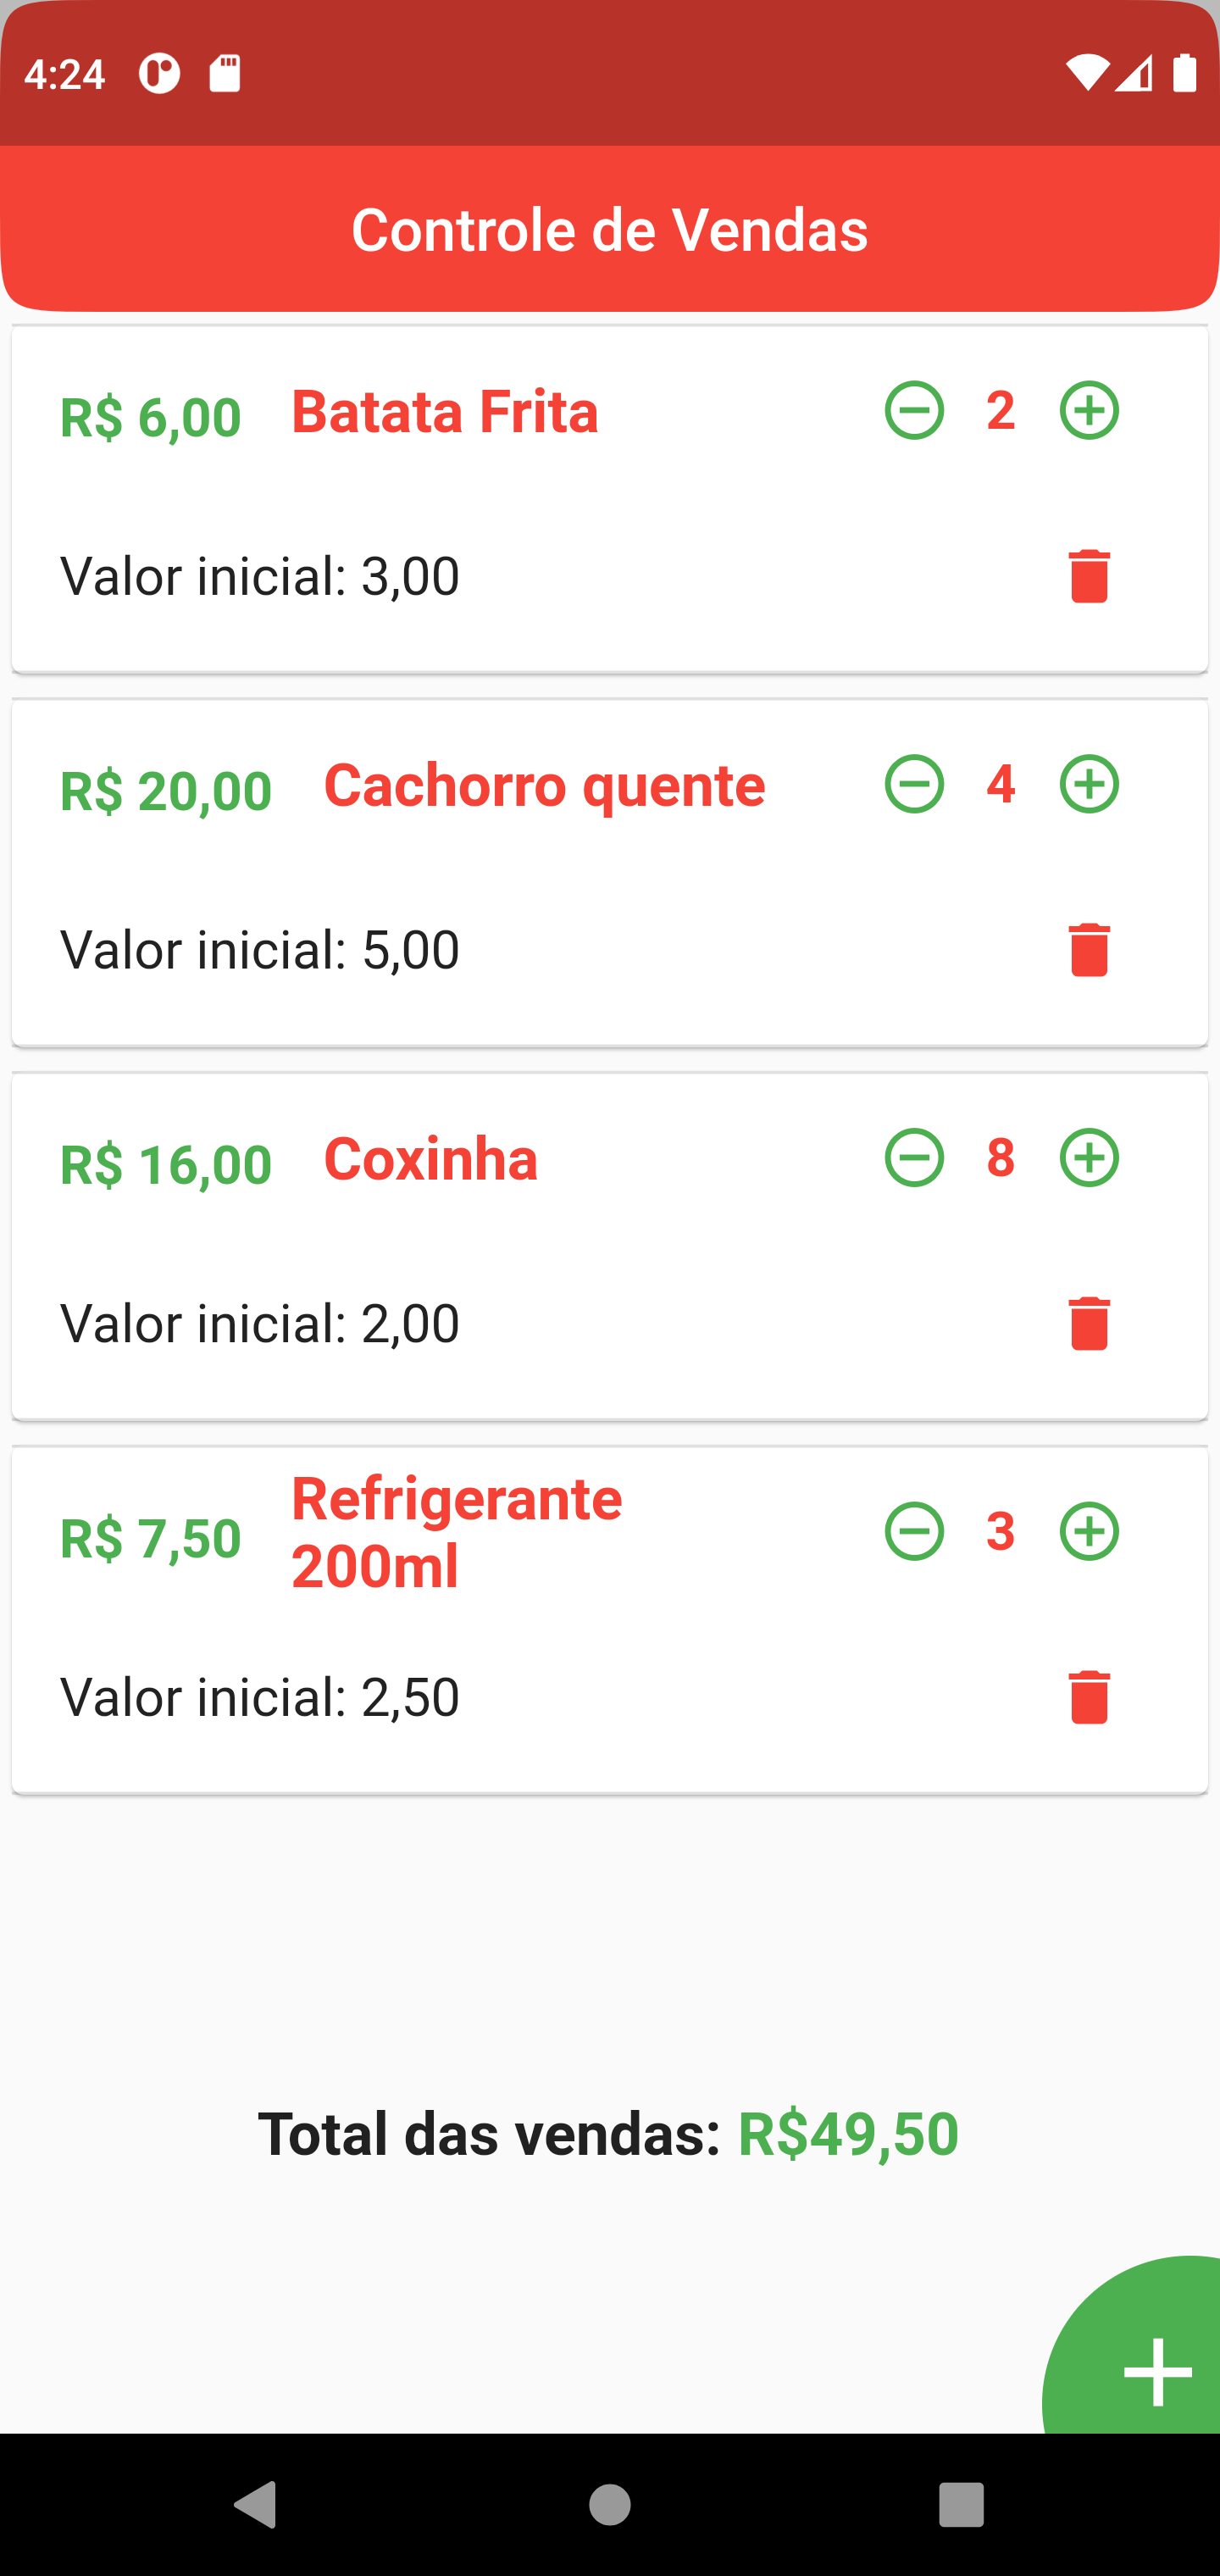 4:24
Controle de Vendas
R$ 6,00 Batata Frita 2
Valor inicial: 3,00
R$ 20,00 Cachorro quente 4
Valor inicial: 5,00
R$ 16,00 Coxinha 8
Valor inicial: 2,00
R$ 7,50 Refrigerante 3
200ml
Valor inicial: 2,50
Total das vendas: R$49,50